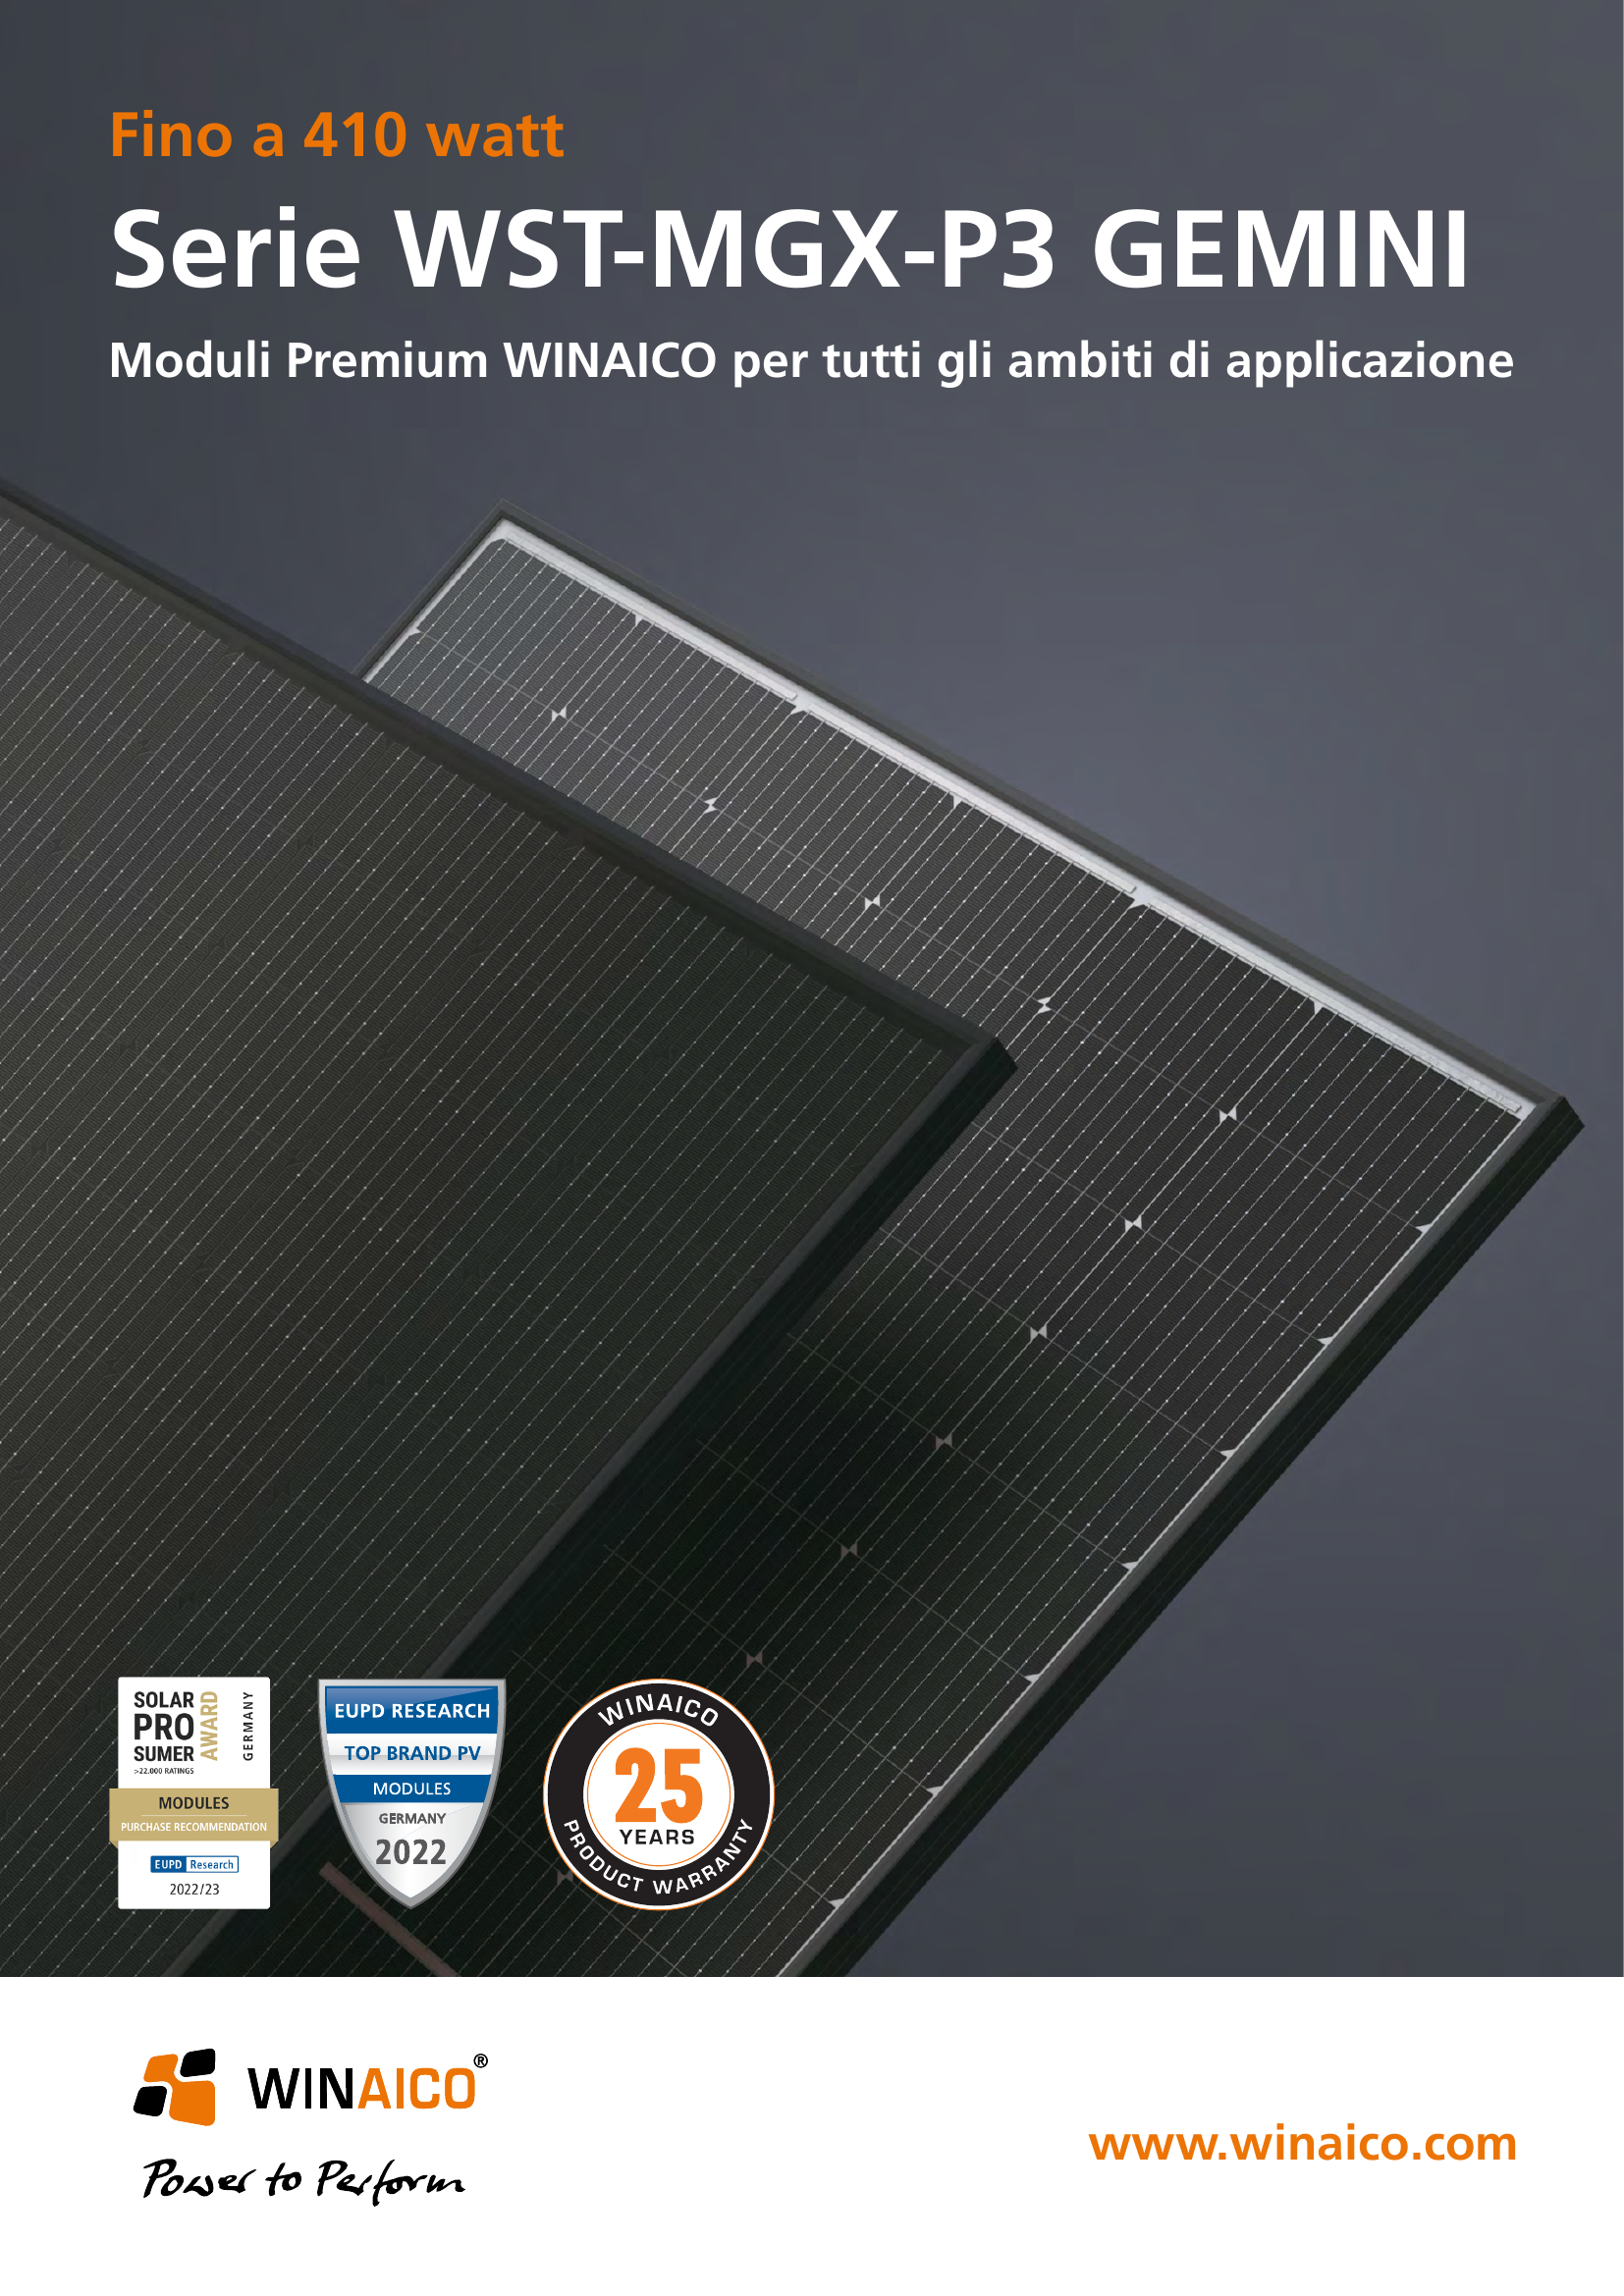 Fino a 410 watt
Serie WST-MGX-P3 GEMINI
Moduli Premium WINAICO per tutti gli ambiti di applicazione
SOLAR
PRO
SUMER
AWARD
GERMANY
>22.000 RATINGS
MODULES
PURCHASE RECOMMENDATION
EUPD Research
2022/23
EUPD RESEARCH
TOP BRAND PV
MODULES
GERMANY
2022
WINAICO
25
YEARS
PRODUCT WARRANTY
WINAICO®
Power to Perform
www.winaico.com